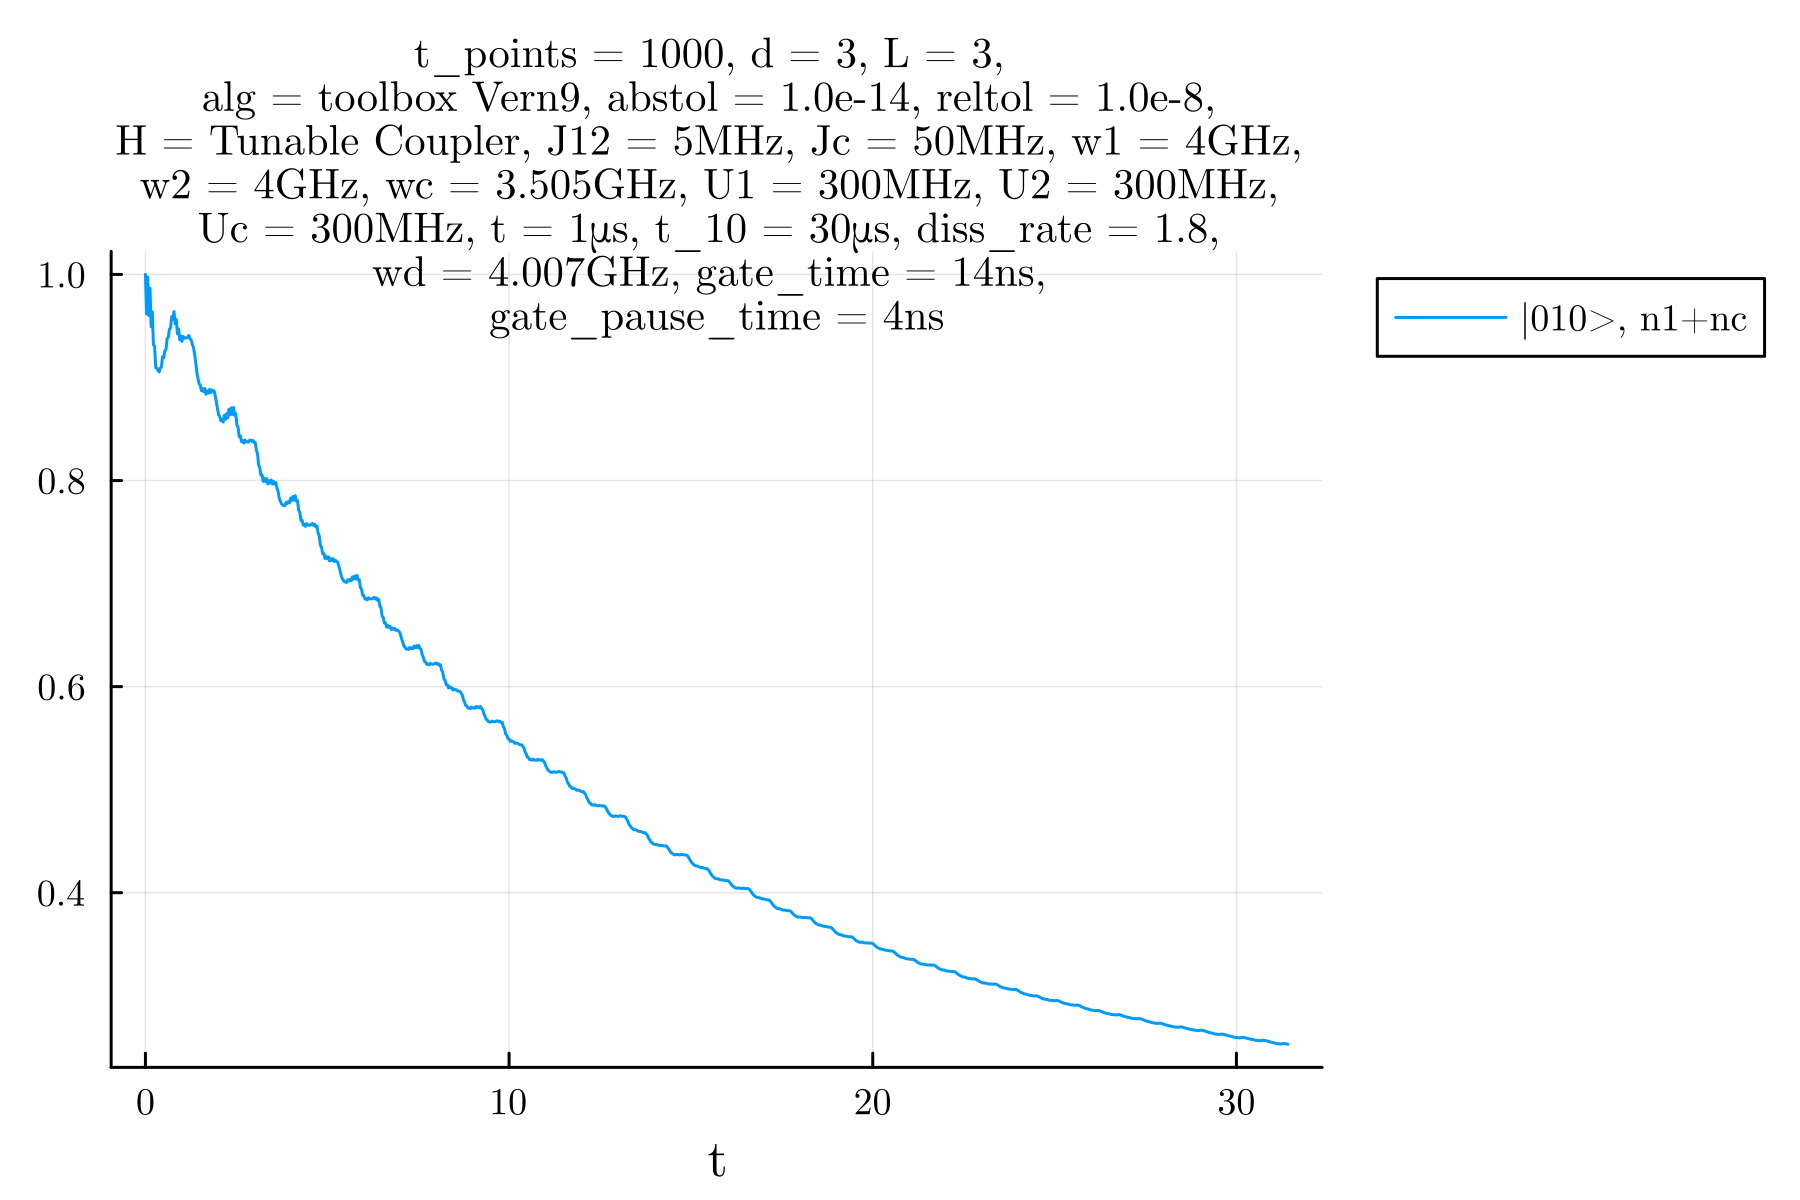 t_points = 1000, d = 3, L = 3,
alg = toolbox Vern9, abstol = 1.0e-14, reltol = 1.0e-8,
H = Tunable Coupler, J12 = 5MHz, Jc = 50MHz, w1 = 4GHz,
w2 = 4GHz, wc = 3.505GHz, U1 = 300MHz, U2 = 300MHz,
Uc = 300MHz, t = 1μs, t_10 = 30μs, diss_rate = 1.8,
wd = 4.007GHz, gate_time = 14ns,
gate_pause_time = 4ns
|010>, n1+nc
1.0
0.8
0.6
0.4
0 10 20 30
t